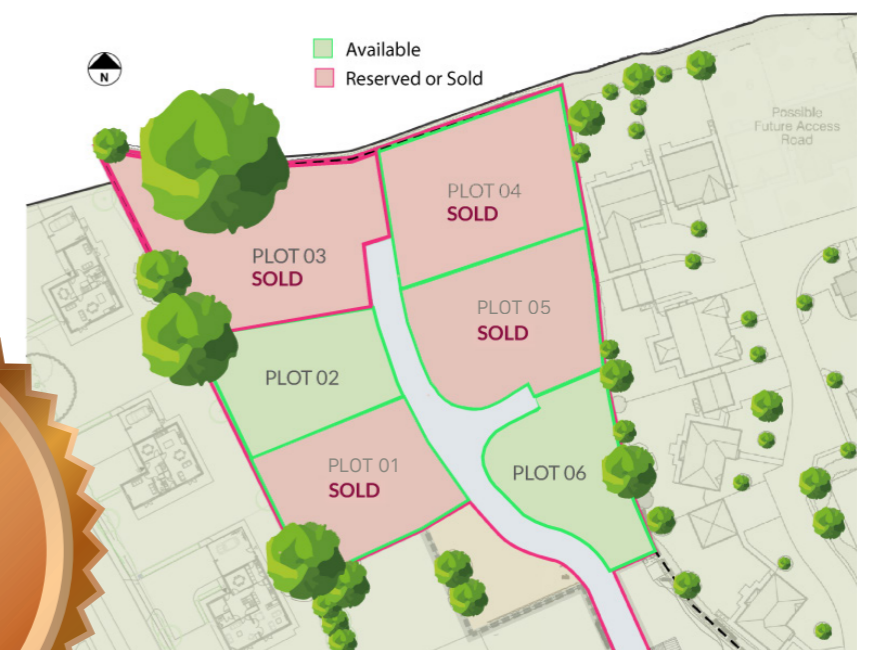 Available
Reserved or Sold
N
Possible
Future Access
Road
PLOT 04
SOLD
PLOT 03
SOLD
PLOT 05
SOLD
PLOT 02
PLOT 01
SOLD
PLOT 06